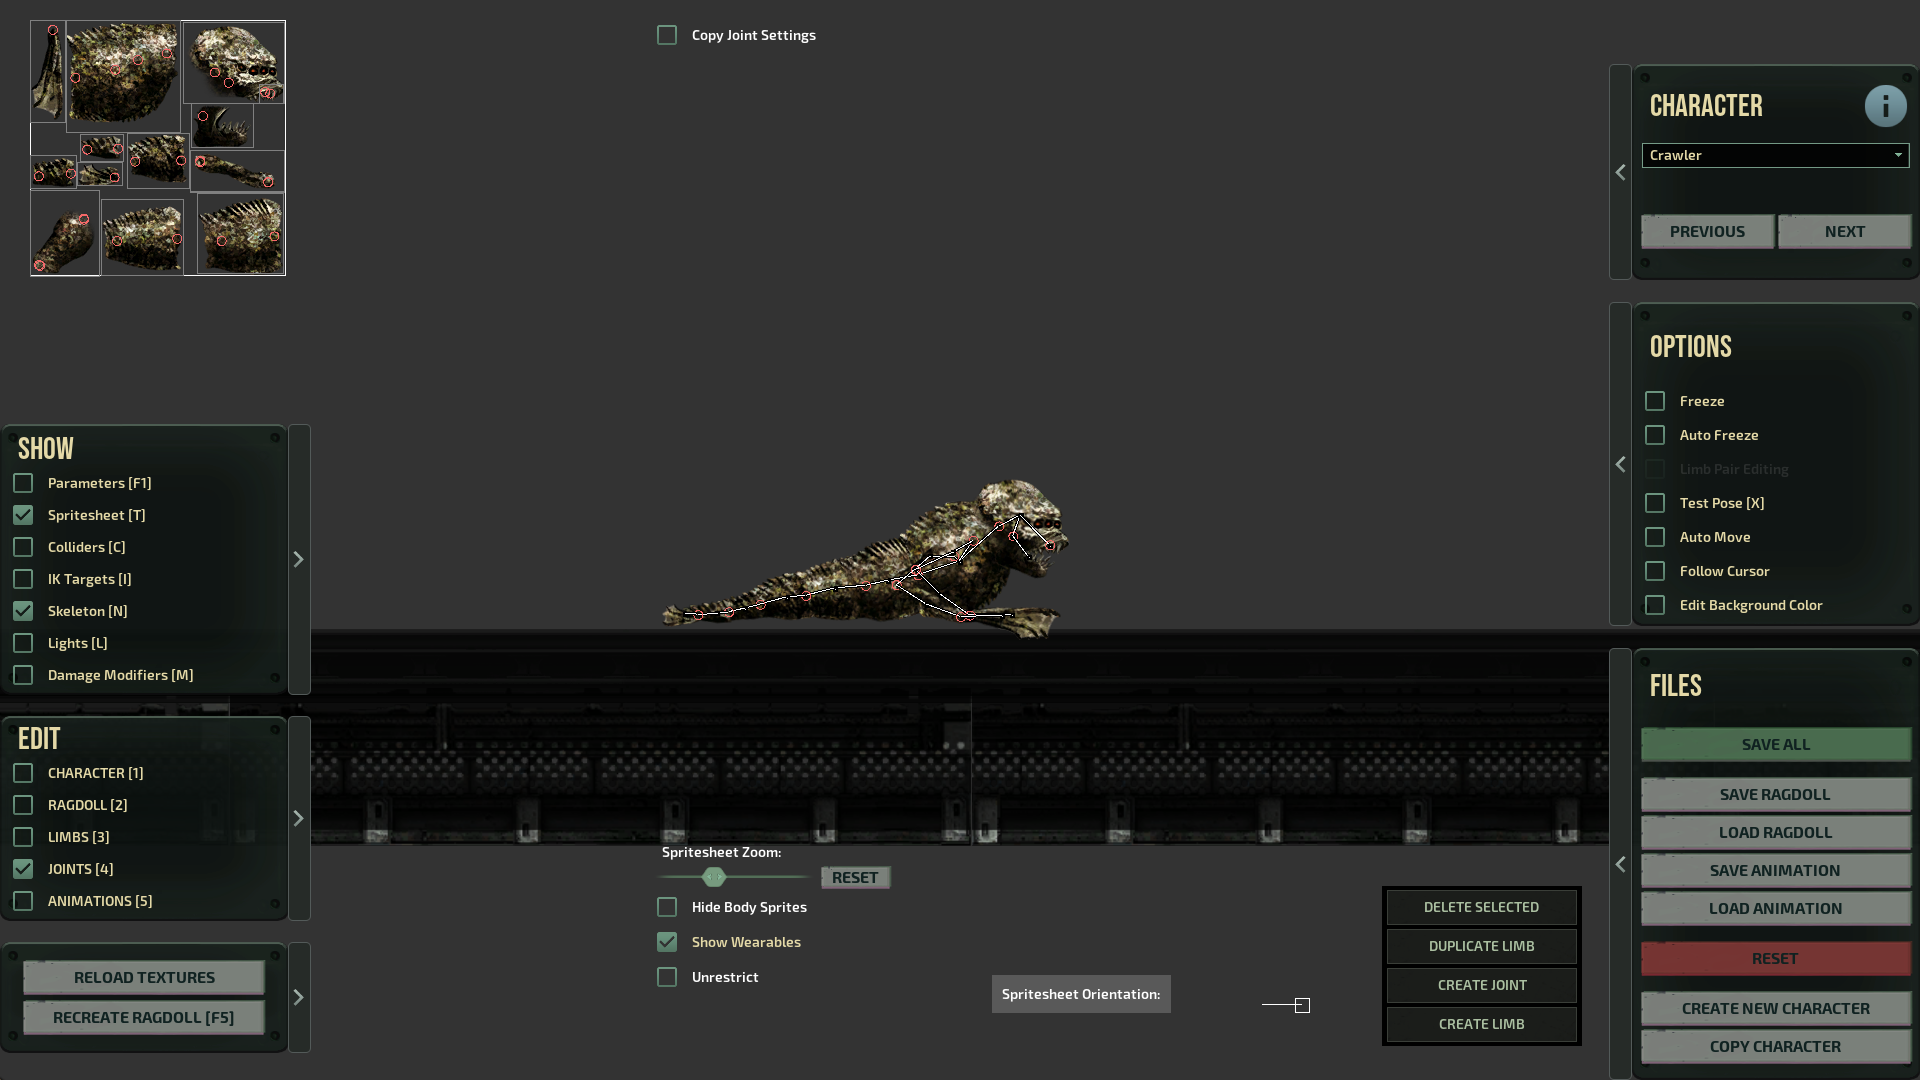 Copy Joint Settings
CHARACTER
i
Crawler
PREVIOUS
NEXT
OPTIONS
Freeze
Auto Freeze
Limb Pair Editing
Test Pose [X]
Auto Move
Follow Cursor
Edit Background Color
SHOW
Parameters [F1]
Spritesheet [T]
Colliders [C]
IK Targets [I]
Skeleton [N]
Lights [L]
Damage Modifiers [M]
EDIT
CHARACTER [1]
RAGDOLL [2]
LIMBS [3]
JOINTS [4]
ANIMATIONS [5]
RELOAD TEXTURES
RECREATE RAGDOLL [F5]
Spritesheet Zoom:
RESET
Hide Body Sprites
Show Wearables
Unrestrict
Spritesheet Orientation:
DELETE SELECTED
DUPLICATE LIMB
CREATE JOINT
CREATE LIMB
FILES
SAVE ALL
SAVE RAGDOLL
LOAD RAGDOLL
SAVE ANIMATION
LOAD ANIMATION
RESET
CREATE NEW CHARACTER
COPY CHARACTER